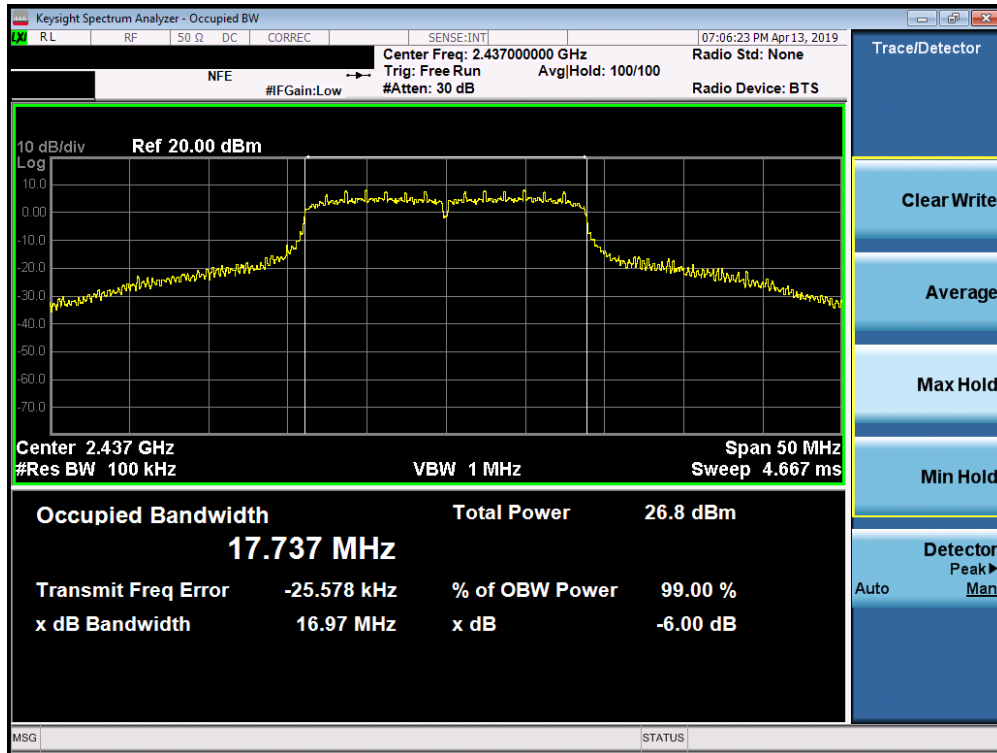 Keysight Spectrum Analyzer - Occupied BW
LXI RL RF 50 Ω DC CORREC SENSE:INT 07:06:23 PM Apr 13, 2019
NFE
#IFGain:Low
Center Freq: 2.437000000 GHz
Trig: Free Run Avg|Hold: 100/100
#Atten: 30 dB
Radio Std: None
Radio Device: BTS
10 dB/div Ref 20.00 dBm
Log
10.0
0.00
-10.0
-20.0
-30.0
-40.0
-50.0
-60.0
-70.0
Center 2.437 GHz Span 50 MHz
#Res BW 100 kHz VBW 1 MHz Sweep 4.667 ms
Occupied Bandwidth Total Power 26.8 dBm
17.737 MHz
Transmit Freq Error -25.578 kHz % of OBW Power 99.00 %
x dB Bandwidth 16.97 MHz x dB -6.00 dB
Trace/Detector
Clear Write
Average
Max Hold
Min Hold
Detector
Peak▶
Auto Man
MSG STATUS